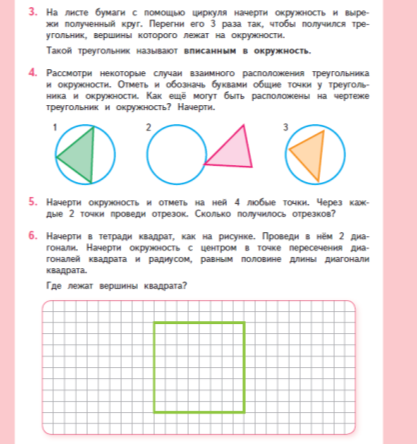 3. На листе бумаги с помощью циркуля начерти окружность и выре-
жи полученный круг. Перегни его 3 раза так, чтобы получился тре-
угольник, вершины которого лежат на окружности.
Такой треугольник называют вписанным в окружность.
4. Рассмотри некоторые случаи взаимного расположения треугольника
и окружности. Отметь и обозначь буквами общие точки у треуголь-
ника и окружности. Как ещё могут быть расположены на чертеже
треугольник и окружность? Начерти.
1 2 3
5. Начерти окружность и отметь на ней 4 любые точки. Через каж-
дые 2 точки проведи отрезок. Сколько получилось отрезков?
6. Начерти в тетради квадрат, как на рисунке. Проведи в нём 2 диа-
гонали. Начерти окружность с центром в точке пересечения диа-
гоналей квадрата и радиусом, равным половине длины диагонали
квадрата.
Где лежат вершины квадрата?